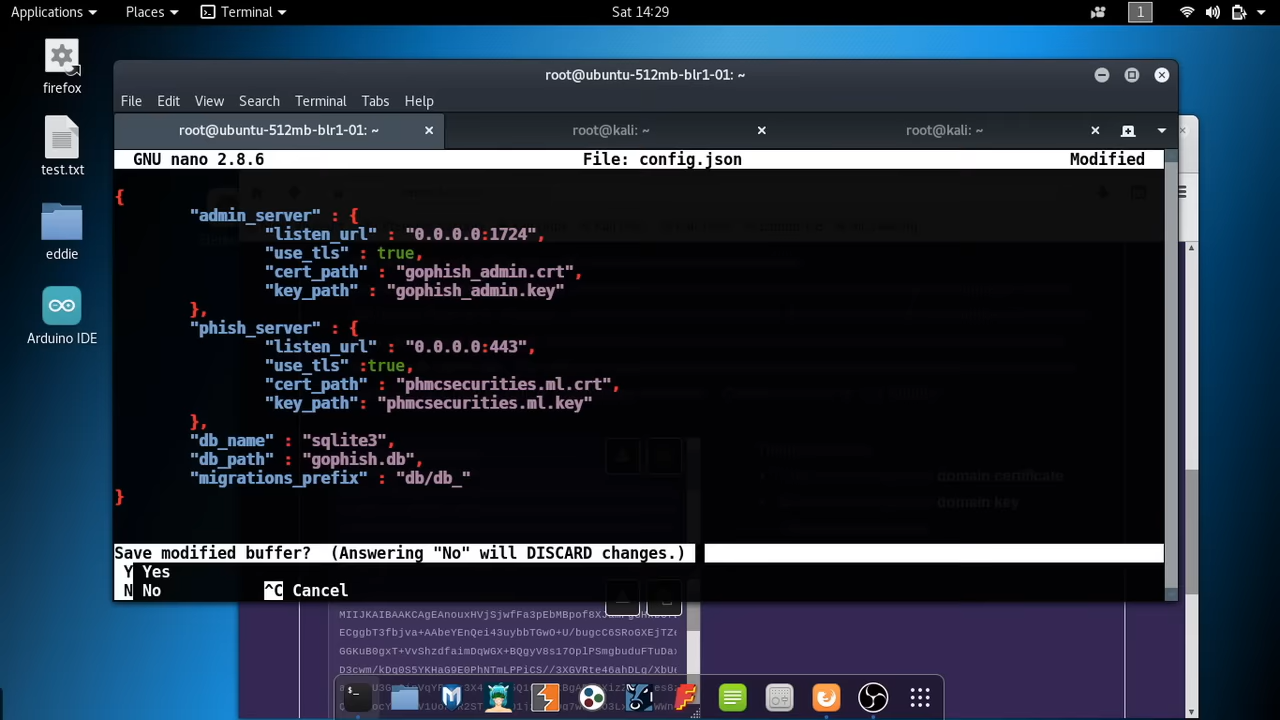 Applications Places Terminal Sat 14:29 1
firefox
test.txt
eddie
Arduino IDE
root@ubuntu-512mb-blr1-01: ~
File Edit View Search Terminal Tabs Help
root@ubuntu-512mb-blr1-01: ~ root@kali: ~ root@kali: ~
GNU nano 2.8.6 File: config.json Modified
{
"admin_server" : {
"listen_url" : "0.0.0.0:1724",
"use_tls" : true,
"cert_path" : "gophish_admin.crt",
"key_path" : "gophish_admin.key"
},
"phish_server" : {
"listen_url" : "0.0.0.0:443",
"use_tls" :true,
"cert_path" : "phmcsecurities.ml.crt",
"key_path": "phmcsecurities.ml.key"
},
"db_name" : "sqlite3",
"db_path" : "gophish.db",
"migrations_prefix" : "db/db_"
}
domain certificate
domain key
Save modified buffer? (Answering "No" will DISCARD changes.)
Y Yes
N No ^C Cancel